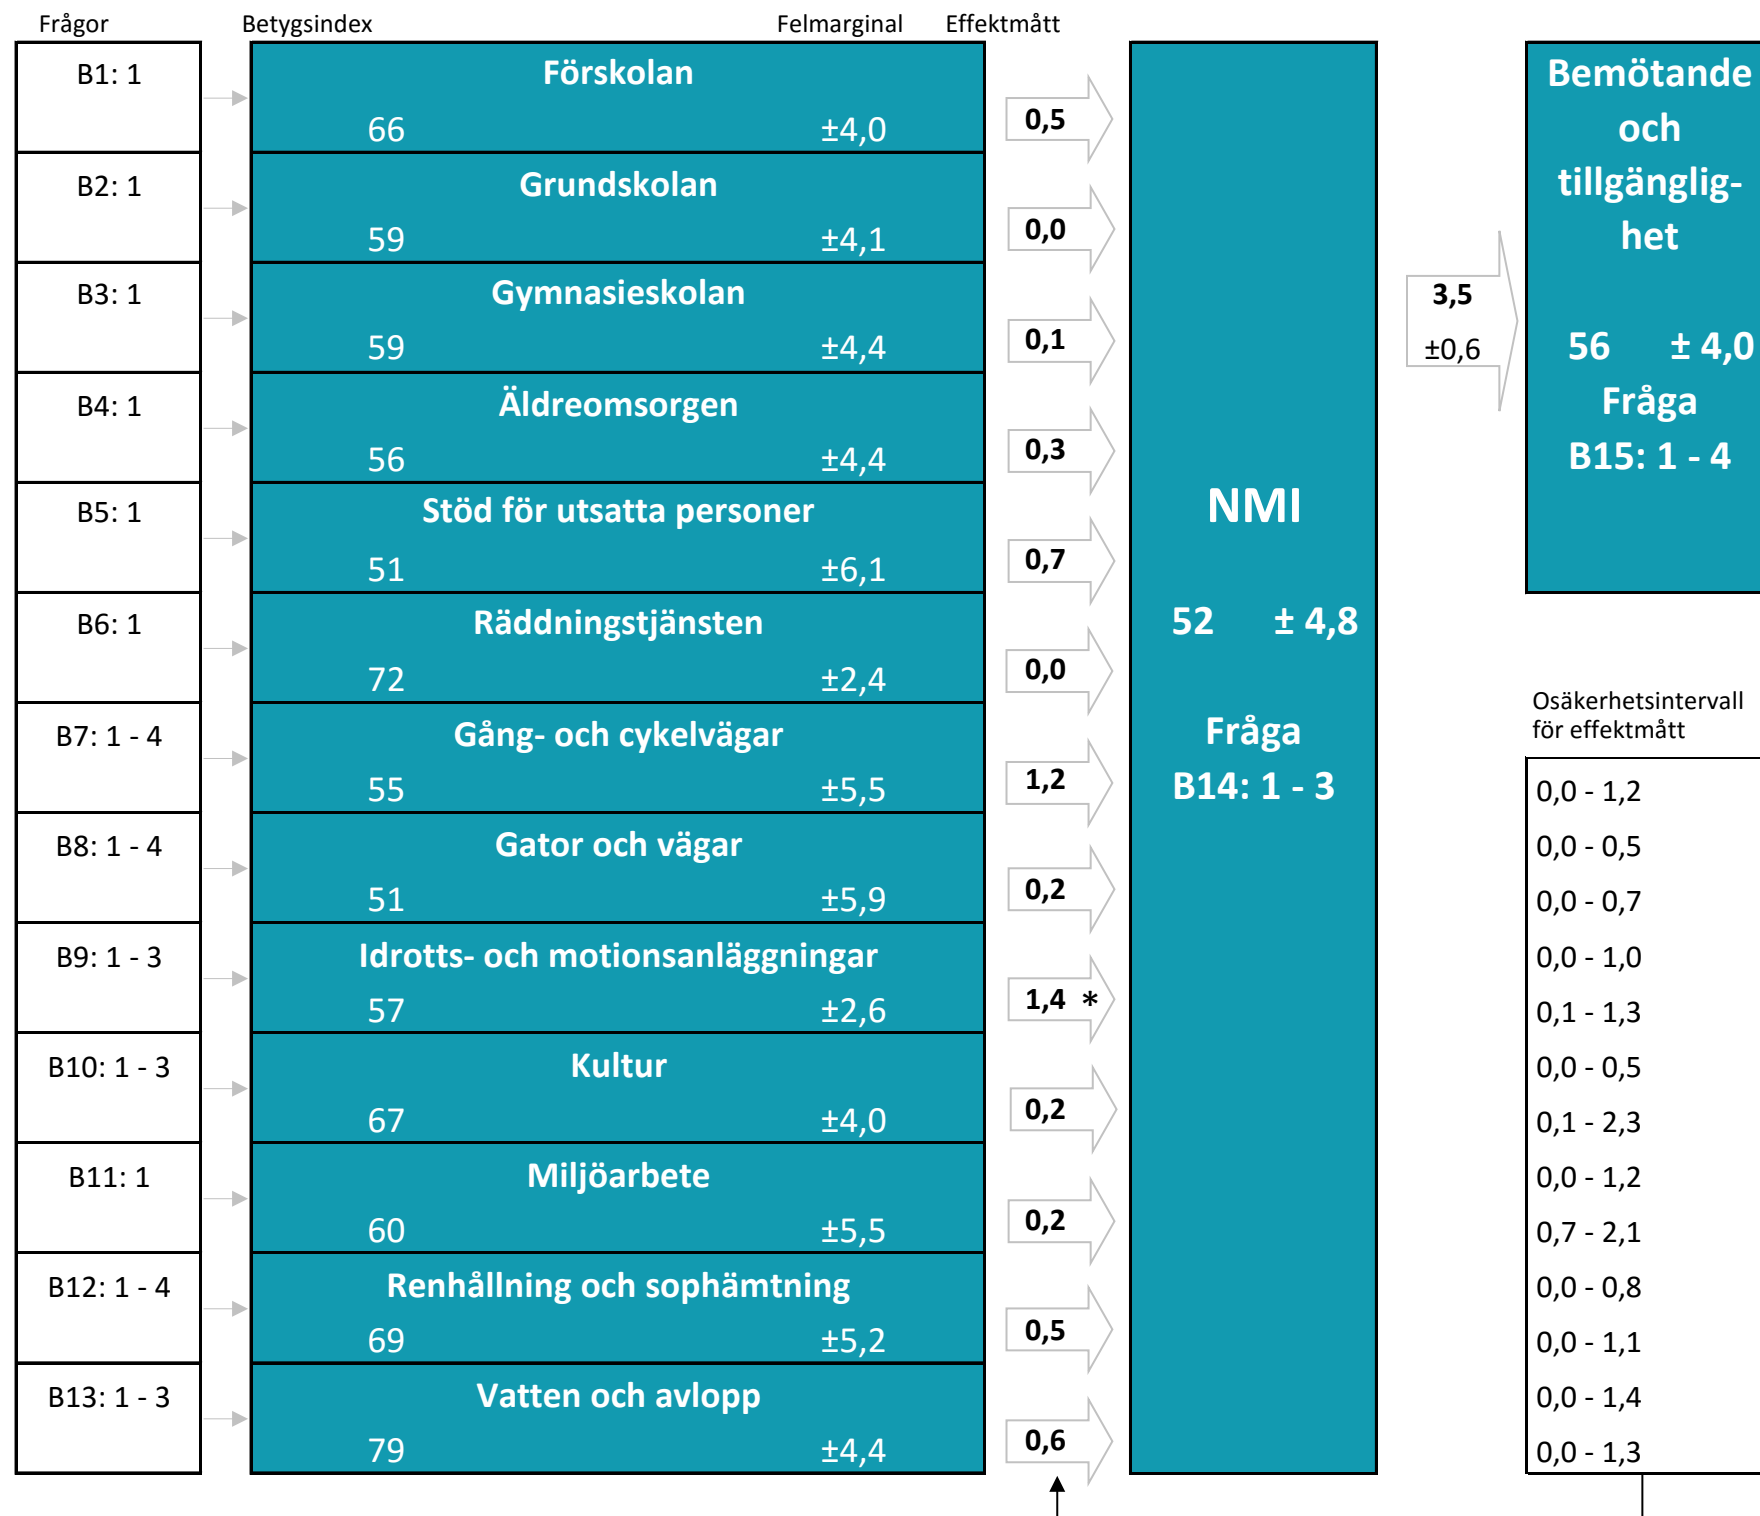 Frågor Betygsindex Felmarginal Effektmått
B1: 1
Förskolan
66 ±4,0
0,5
B2: 1
Grundskolan
59 ±4,1
0,0
B3: 1
Gymnasieskolan
59 ±4,4
0,1
B4: 1
Äldreomsorgen
56 ±4,4
0,3
B5: 1
Stöd för utsatta personer
51 ±6,1
0,7
B6: 1
Räddningstjänsten
72 ±2,4
0,0
B7: 1 - 4
Gång- och cykelvägar
55 ±5,5
1,2
B8: 1 - 4
Gator och vägar
51 ±5,9
0,2
B9: 1 - 3
Idrotts- och motionsanläggningar
57 ±2,6
1,4 *
B10: 1 - 3
Kultur
67 ±4,0
0,2
B11: 1
Miljöarbete
60 ±5,5
0,2
B12: 1 - 4
Renhållning och sophämtning
69 ±5,2
0,5
B13: 1 - 3
Vatten och avlopp
79 ±4,4
0,6
NMI
52 ± 4,8
Fråga
B14: 1 - 3
3,5
±0,6
Bemötande
och
tillgänglig-
het
56 ± 4,0
Fråga
B15: 1 - 4
Osäkerhetsintervall
för effektmått
0,0 - 1,2
0,0 - 0,5
0,0 - 0,7
0,0 - 1,0
0,1 - 1,3
0,0 - 0,5
0,1 - 2,3
0,0 - 1,2
0,7 - 2,1
0,0 - 0,8
0,0 - 1,1
0,0 - 1,4
0,0 - 1,3